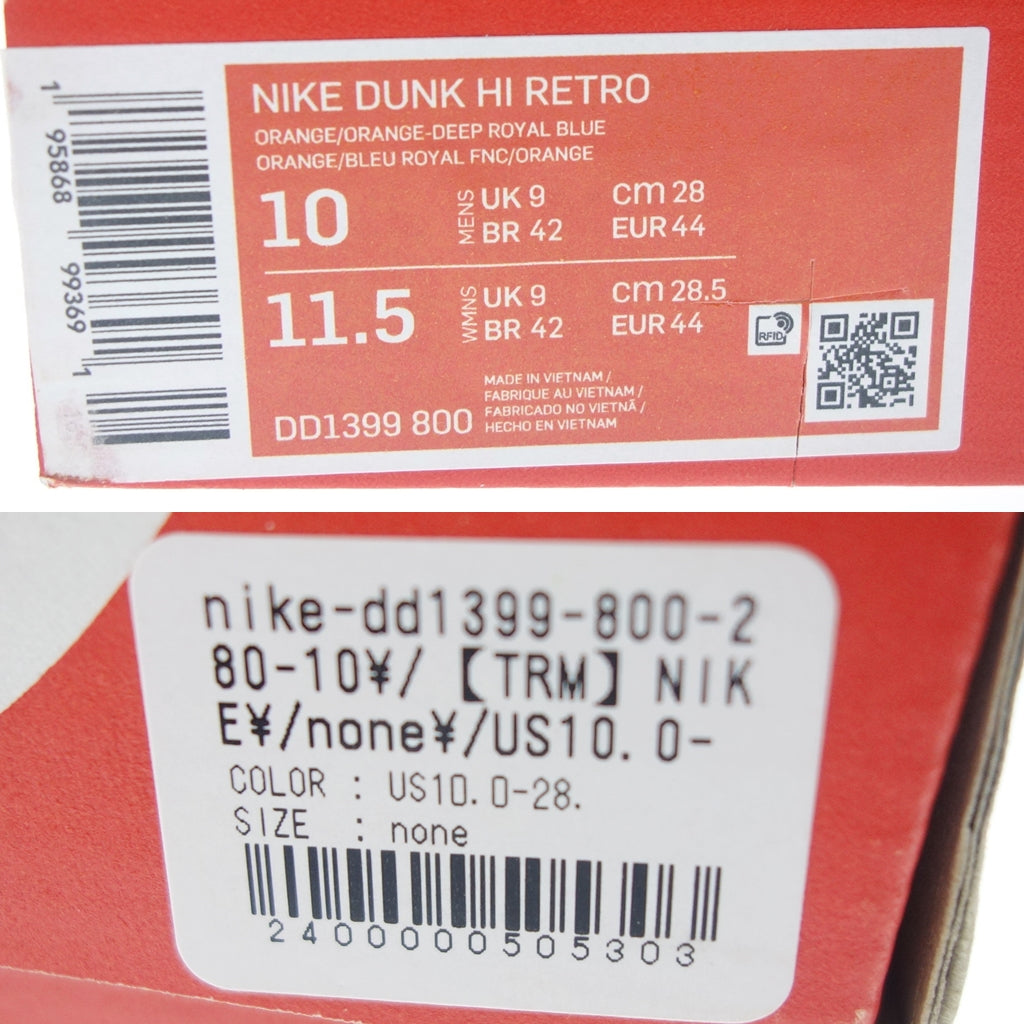 1 95868 99369 1
NIKE DUNK HI RETRO
ORANGE/ORANGE-DEEP ROYAL BLUE
ORANGE/BLEU ROYAL FNC/ORANGE
10 MENS UK 9 cm 28
BR 42 EUR 44
11.5 WMNS UK 9 cm 28.5
BR 42 EUR 44
RFID
MADE IN VIETNAM /
FABRIQUE AU VIETNAM /
FABRICADO NO VIETNÃ /
HECHO EN VIETNAM
DD1399 800
nike-dd1399-800-2
80-10¥/【TRM】NIK
E¥/none¥/US10.0-
COLOR : US10.0-28.
SIZE : none
2400000505303